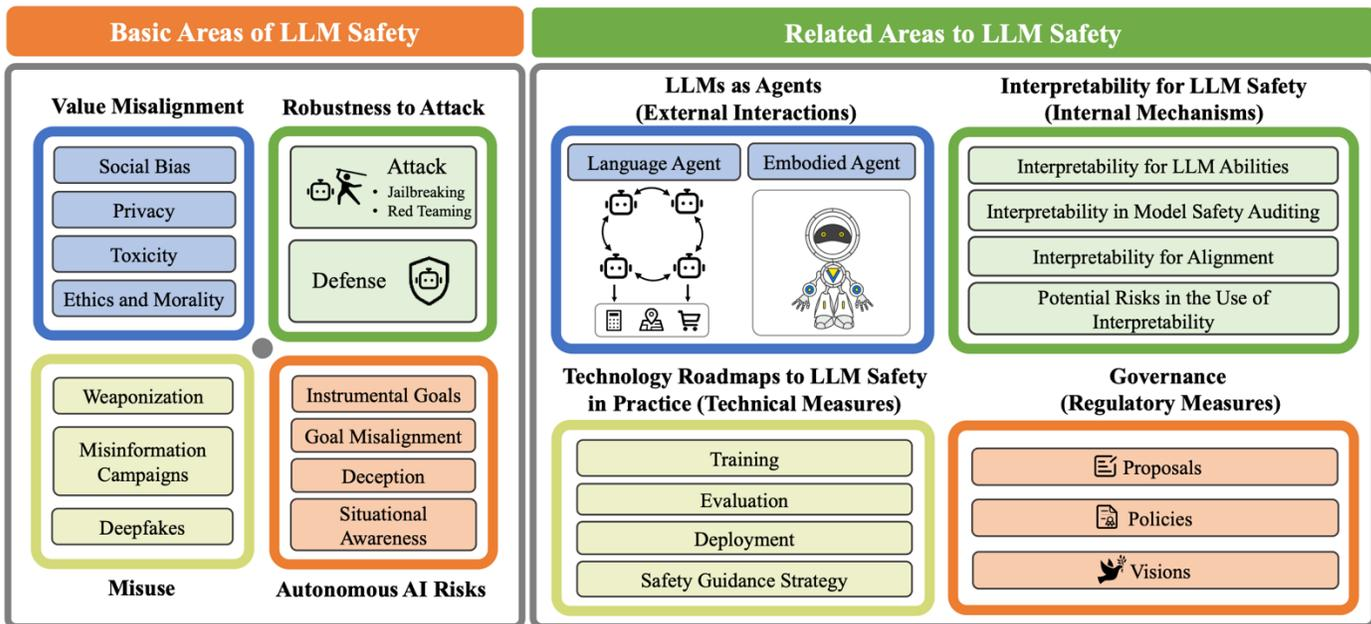 Basic Areas of LLM Safety
Value Misalignment
Social Bias
Privacy
Toxicity
Ethics and Morality
Robustness to Attack
Attack
• Jailbreaking
• Red Teaming
Defense
Weaponization
Misinformation
Campaigns
Deepfakes
Misuse
Instrumental Goals
Goal Misalignment
Deception
Situational
Awareness
Autonomous AI Risks
Related Areas to LLM Safety
LLMs as Agents
(External Interactions)
Language Agent
Embodied Agent
Interpretability for LLM Safety
(Internal Mechanisms)
Interpretability for LLM Abilities
Interpretability in Model Safety Auditing
Interpretability for Alignment
Potential Risks in the Use of
Interpretability
Technology Roadmaps to LLM Safety
in Practice (Technical Measures)
Training
Evaluation
Deployment
Safety Guidance Strategy
Governance
(Regulatory Measures)
Proposals
Policies
Visions